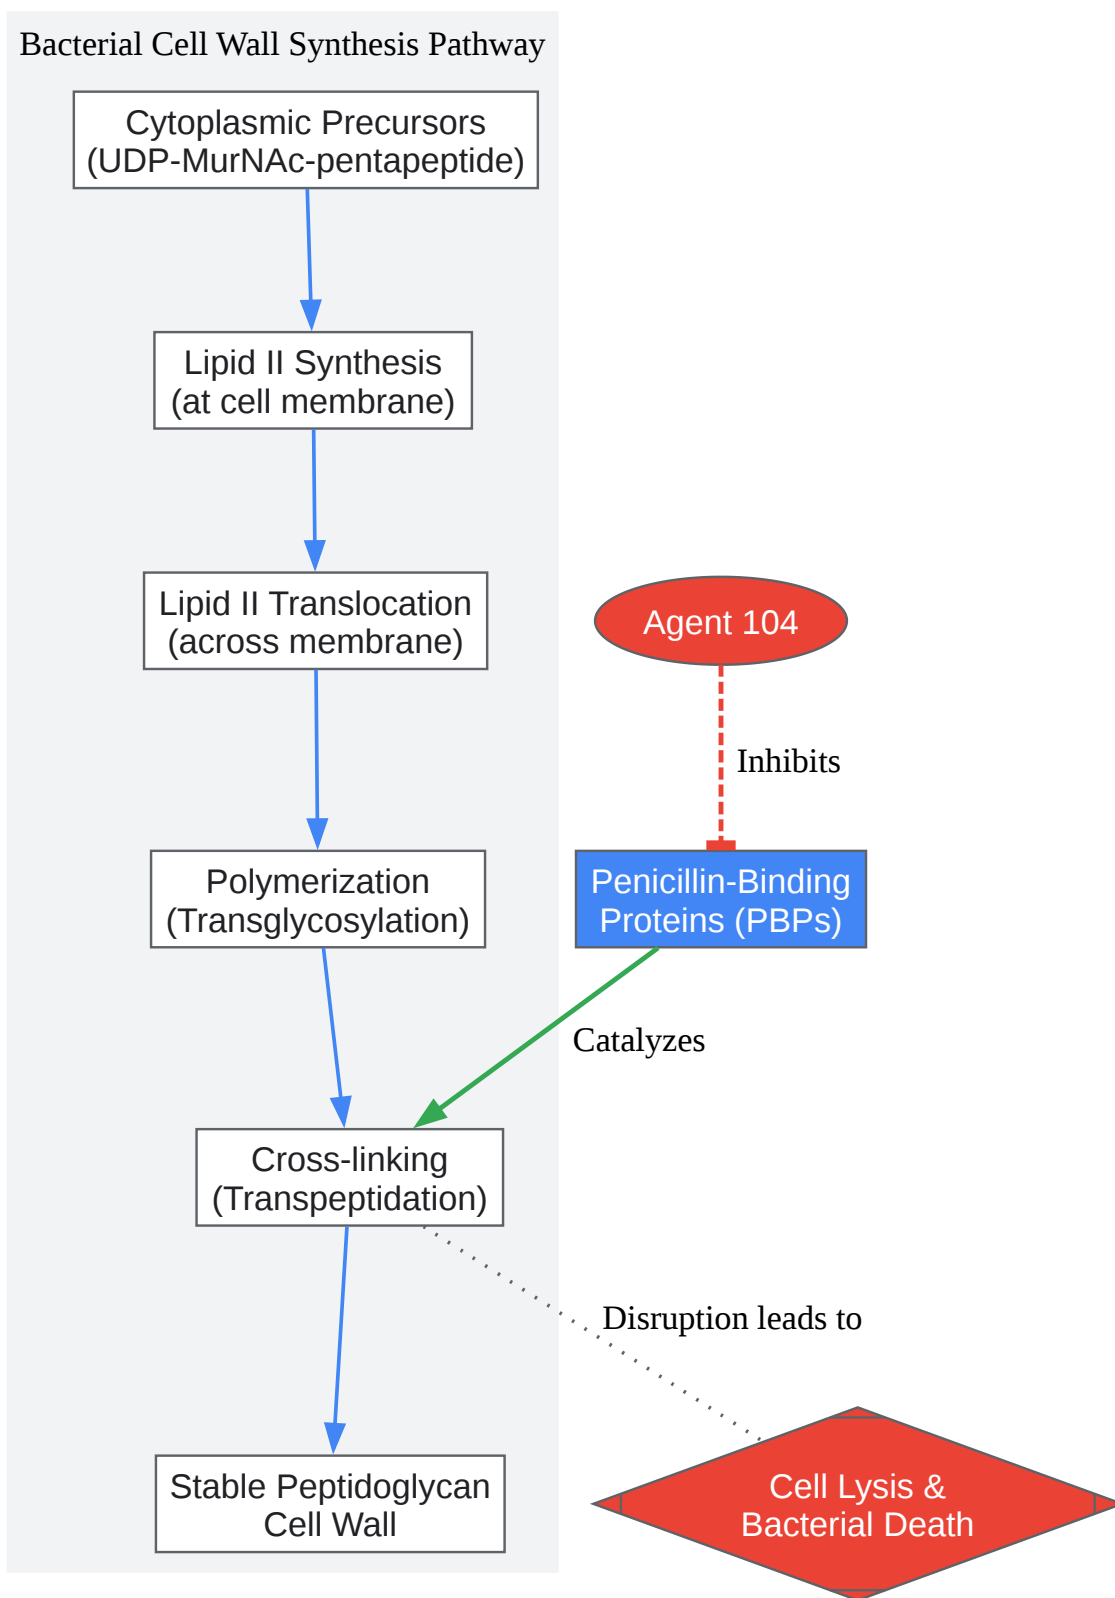 Bacterial Cell Wall Synthesis Pathway
Cytoplasmic Precursors
(UDP-MurNAc-pentapeptide)
Lipid II Synthesis
(at cell membrane)
Lipid II Translocation
(across membrane)
Agent 104
Inhibits
Polymerization
(Transglycosylation)
Penicillin-Binding
Proteins (PBPs)
Catalyzes
Cross-linking
(Transpeptidation)
Disruption leads to
Stable Peptidoglycan
Cell Wall
Cell Lysis &
Bacterial Death